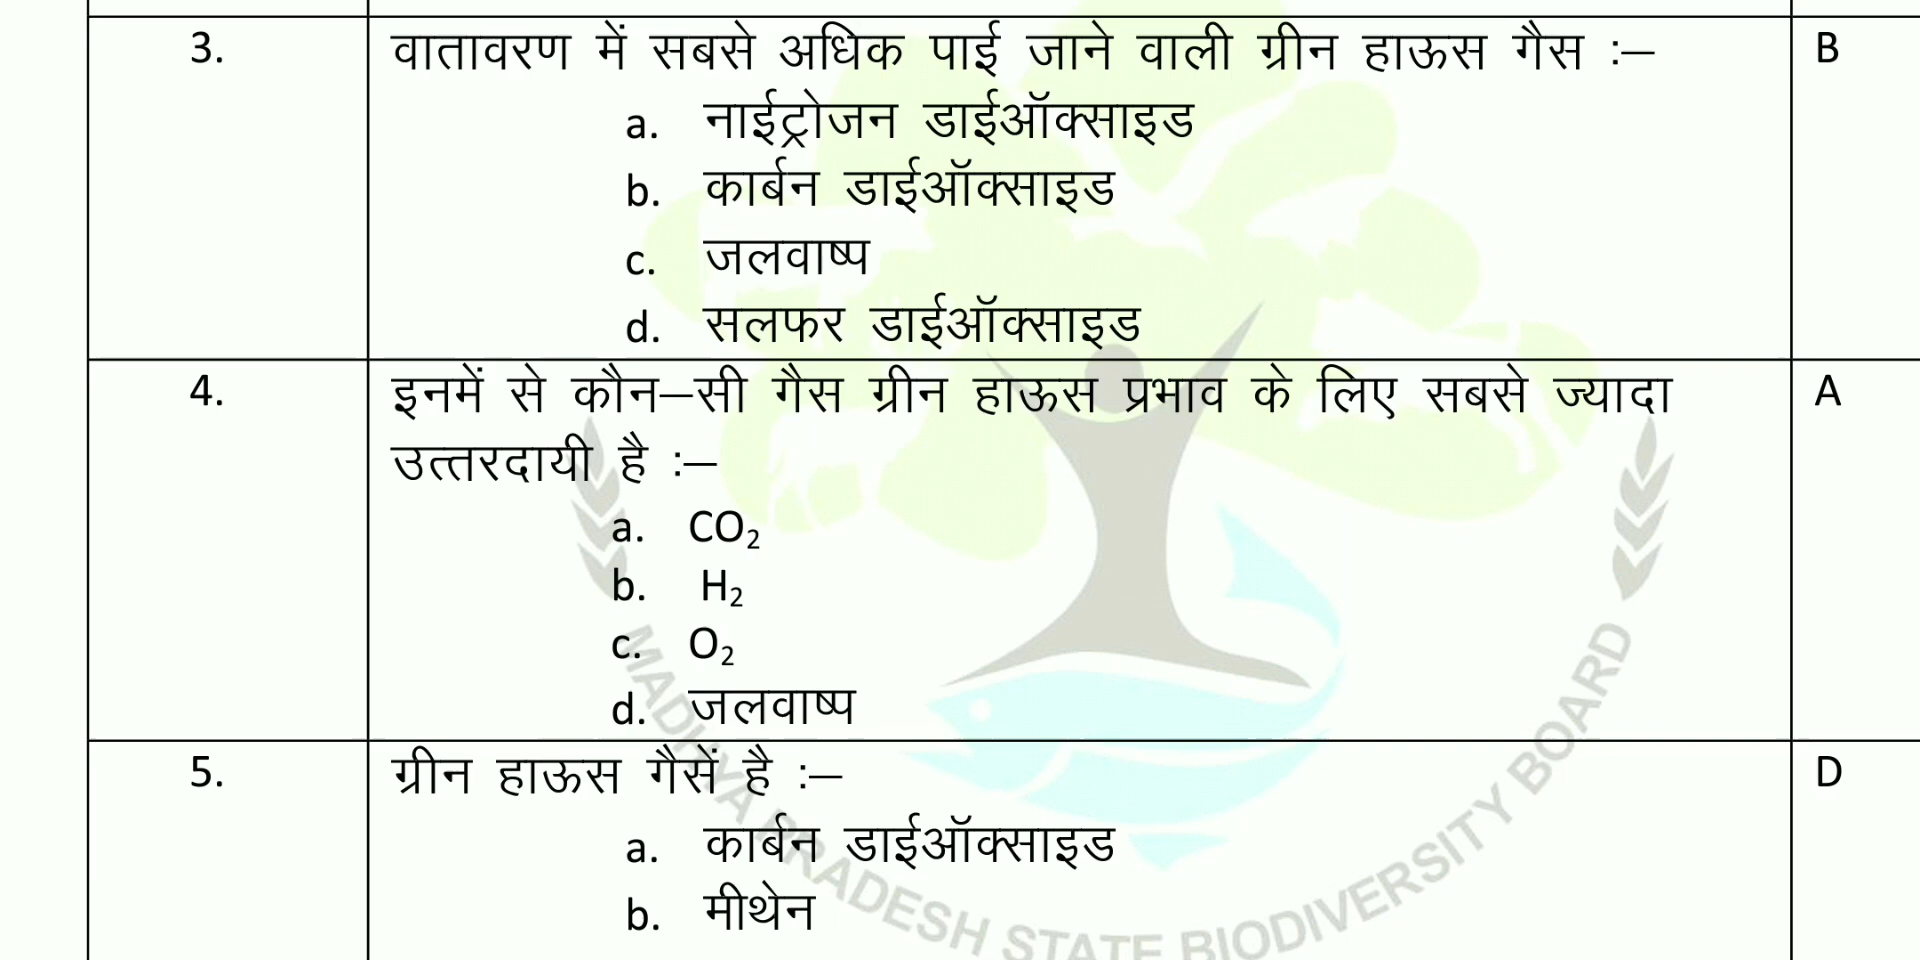 3. वातावरण में सबसे अधिक पाई जाने वाली ग्रीन हाऊस गैस :– B
a. नाईट्रोजन डाईऑक्साइड
b. कार्बन डाईऑक्साइड
c. जलवाष्प
d. सलफर डाईऑक्साइड
4. इनमें से कौन–सी गैस ग्रीन हाऊस प्रभाव के लिए सबसे ज्यादा A
उत्तरदायी है :–
a. CO₂
b. H₂
c. O₂
d. जलवाष्प
5. ग्रीन हाऊस गैसें है :– D
a. कार्बन डाईऑक्साइड
b. मीथेन
MADHYA PRADESH STATE BIODIVERSITY BOARD